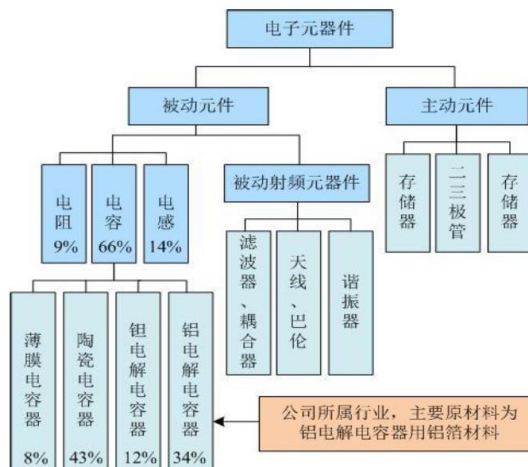 电子元器件
被动元件
主动元件
电阻
9%
电容
66%
电感
14%
被动射频元器件
存储器
二三极管
存储器
滤波器、耦合器
天线、巴伦
谐振器
薄膜电容器
8%
陶瓷电容器
43%
钽电解电容器
12%
铝电解电容器
34%
公司所属行业，主要原材料为
铝电解电容器用铝箔材料